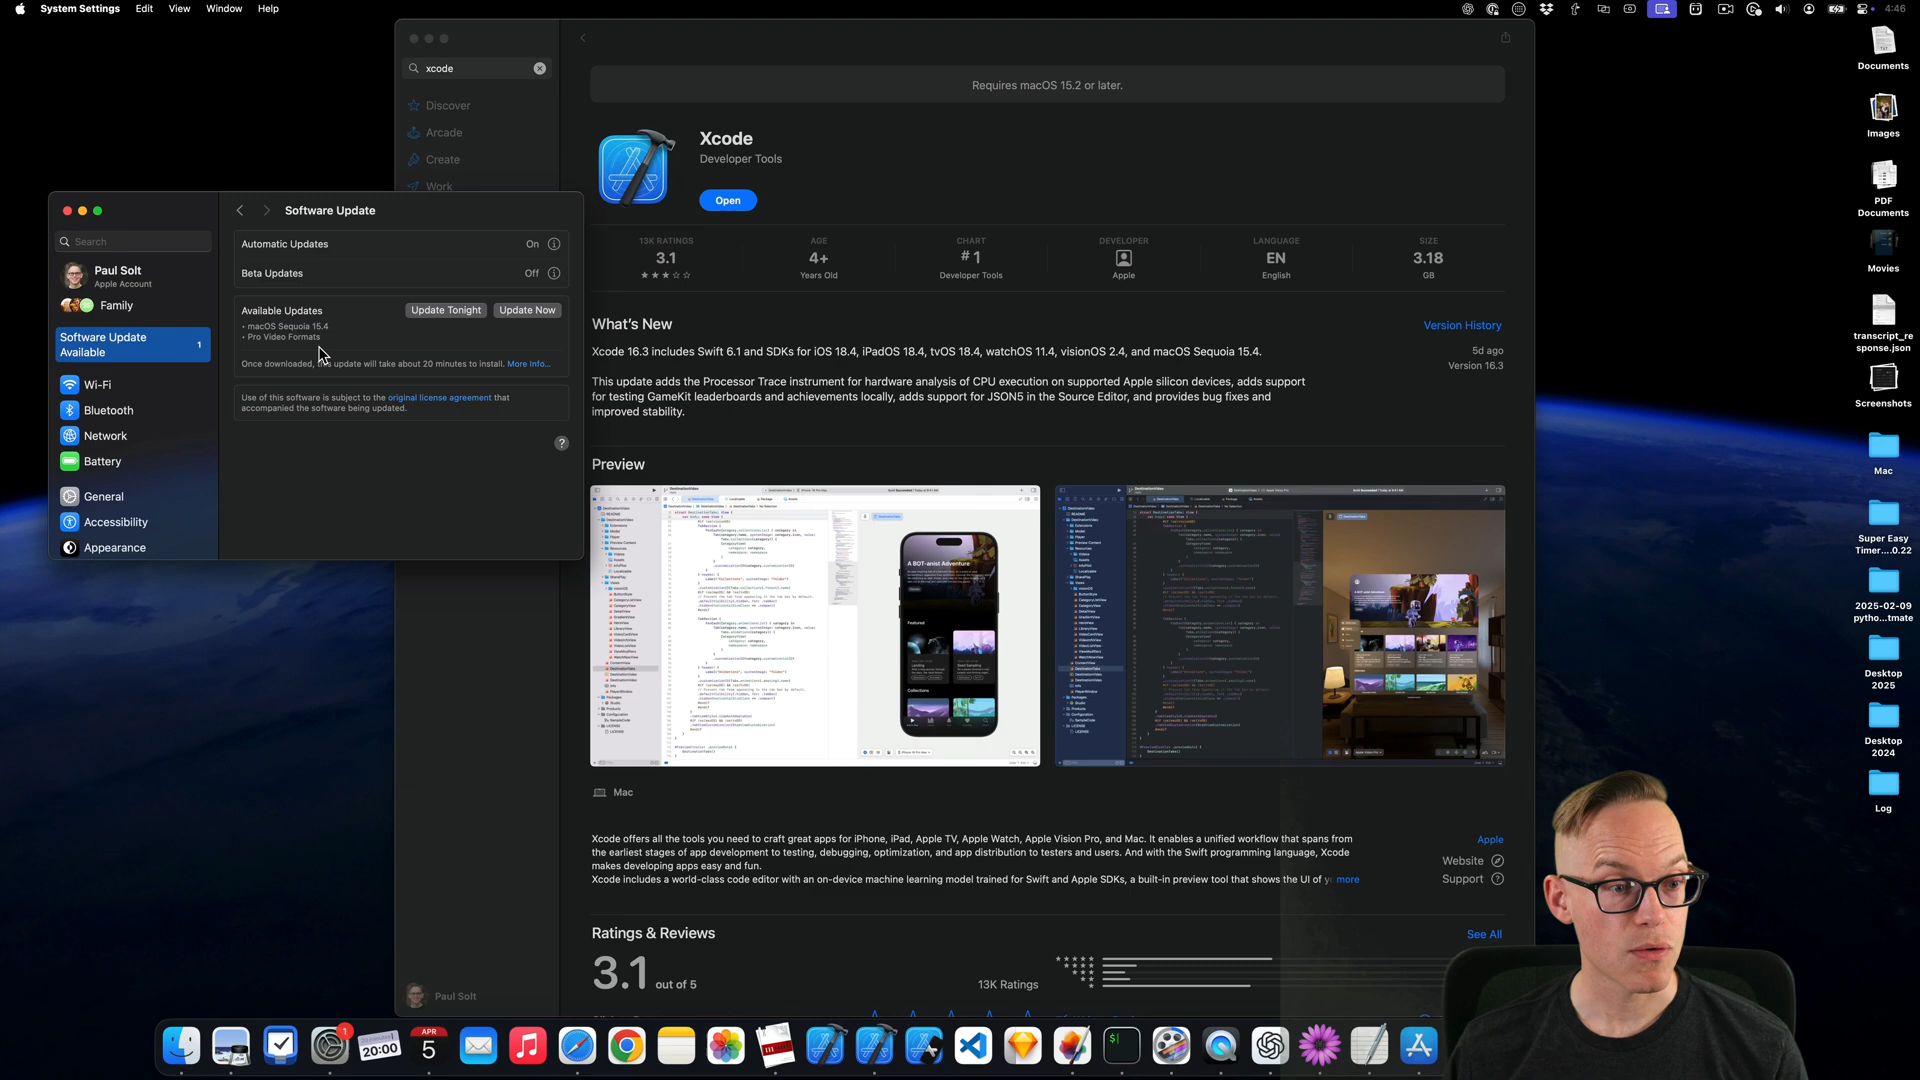 System Settings Edit View Window Help
4:46
xcode
Discover
Arcade
Create
Work
Paul Solt
Requires macOS 15.2 or later.
Xcode
Developer Tools
Open
13K RATINGS
3.1
AGE
4+
Years Old
CHART
#1
Developer Tools
DEVELOPER
Apple
LANGUAGE
EN
English
SIZE
3.18
GB
What's New
Version History
Xcode 16.3 includes Swift 6.1 and SDKs for iOS 18.4, iPadOS 18.4, tvOS 18.4, watchOS 11.4, visionOS 2.4, and macOS Sequoia 15.4.
5d ago
Version 16.3
This update adds the Processor Trace instrument for hardware analysis of CPU execution on supported Apple silicon devices, adds support
for testing GameKit leaderboards and achievements locally, adds support for JSON5 in the Source Editor, and provides bug fixes and
improved stability.
Preview
A BOT-anist Adventure
Mac
Xcode offers all the tools you need to craft great apps for iPhone, iPad, Apple TV, Apple Watch, Apple Vision Pro, and Mac. It enables a unified workflow that spans from
the earliest stages of app development to testing, debugging, optimization, and app distribution to testers and users. And with the Swift programming language, Xcode
makes developing apps easy and fun.
Xcode includes a world-class code editor with an on-device machine learning model trained for Swift and Apple SDKs, a built-in preview tool that shows the UI of y more
Apple
Website
Support
Ratings & Reviews
See All
3.1 out of 5
13K Ratings
Search
Paul Solt
Apple Account
Family
Software Update
Available
1
Wi-Fi
Bluetooth
Network
Battery
General
Accessibility
Appearance
Software Update
Automatic Updates On
Beta Updates Off
Available Updates
Update Tonight Update Now
• macOS Sequoia 15.4
• Pro Video Formats
Once downloaded, this update will take about 20 minutes to install. More Info...
Use of this software is subject to the original license agreement that
accompanied the software being updated.
?
Documents
Images
PDF
Documents
Movies
transcript_re
sponse.json
Screenshots
Mac
Super Easy
Timer....0.22
2025-02-09
pytho...tmate
Desktop
2025
Desktop
2024
Log
1
20:00
APR
5